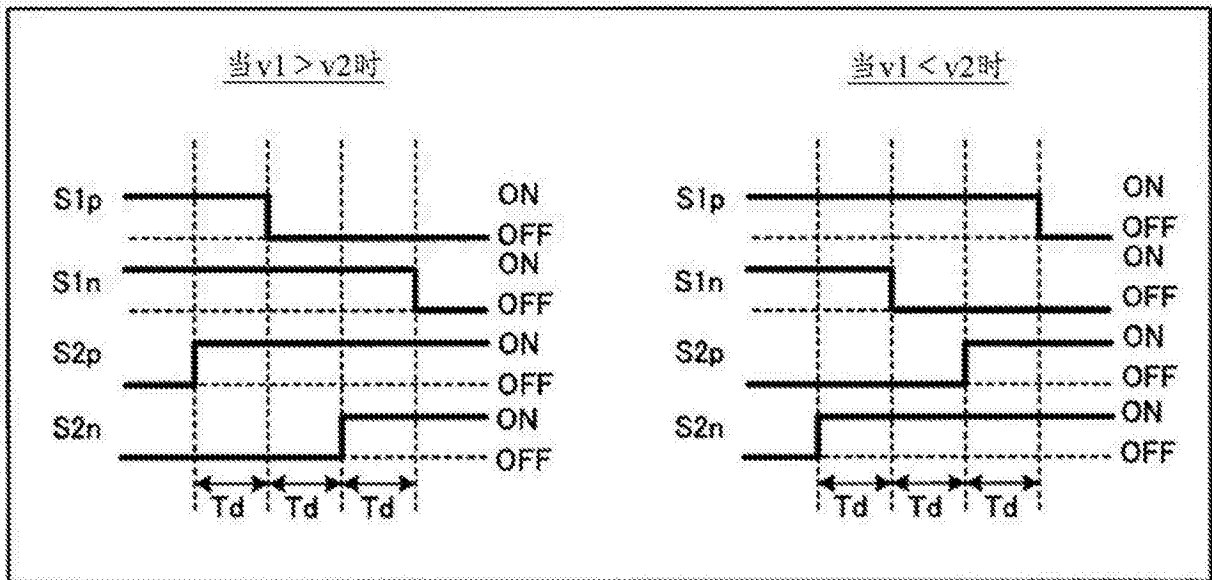 当v1＞v2时
S1p ON
OFF
S1n ON
OFF
S2p ON
OFF
S2n ON
OFF
Td Td Td
当v1＜v2时
S1p ON
OFF
S1n ON
OFF
S2p ON
OFF
S2n ON
OFF
Td Td Td